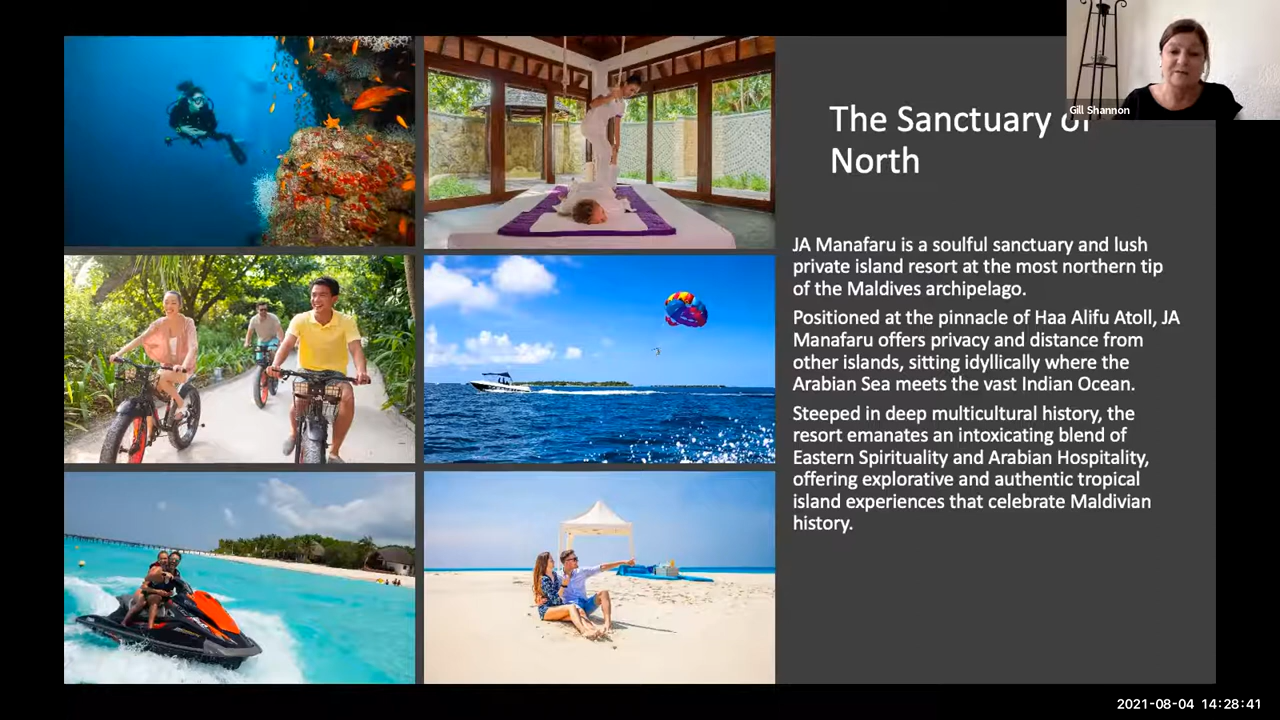 The Sanctuary of
North
Gill Shannon
JA Manafaru is a soulful sanctuary and lush
private island resort at the most northern tip
of the Maldives archipelago.
Positioned at the pinnacle of Haa Alifu Atoll, JA
Manafaru offers privacy and distance from
other islands, sitting idyllically where the
Arabian Sea meets the vast Indian Ocean.
Steeped in deep multicultural history, the
resort emanates an intoxicating blend of
Eastern Spirituality and Arabian Hospitality,
offering explorative and authentic tropical
island experiences that celebrate Maldivian
history.
2021-08-04 14:28:41